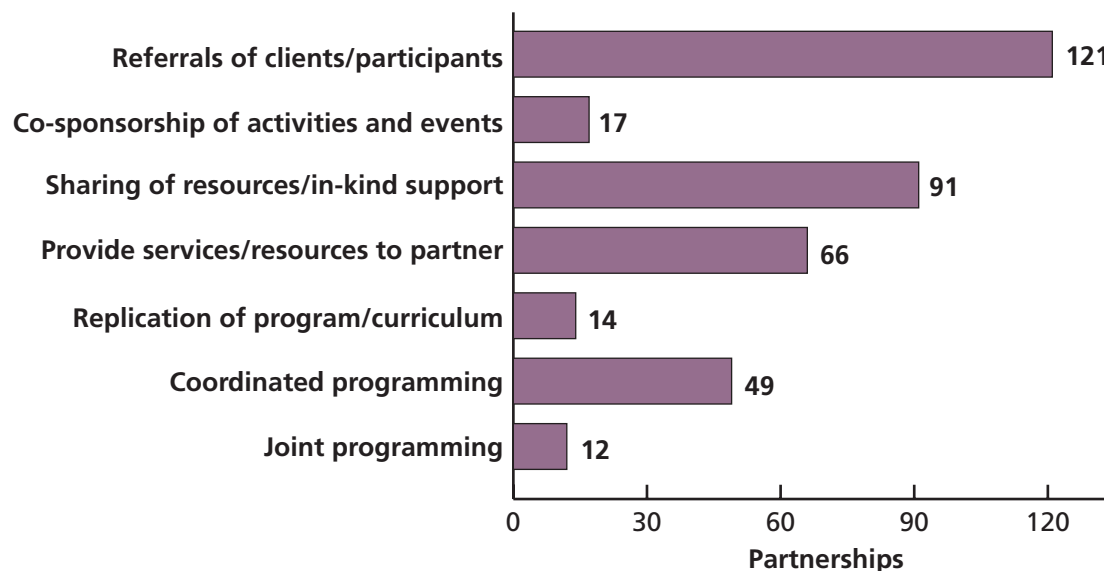 Referrals of clients/participants 121
Co-sponsorship of activities and events 17
Sharing of resources/in-kind support 91
Provide services/resources to partner 66
Replication of program/curriculum 14
Coordinated programming 49
Joint programming 12
0 30 60 90 120
Partnerships